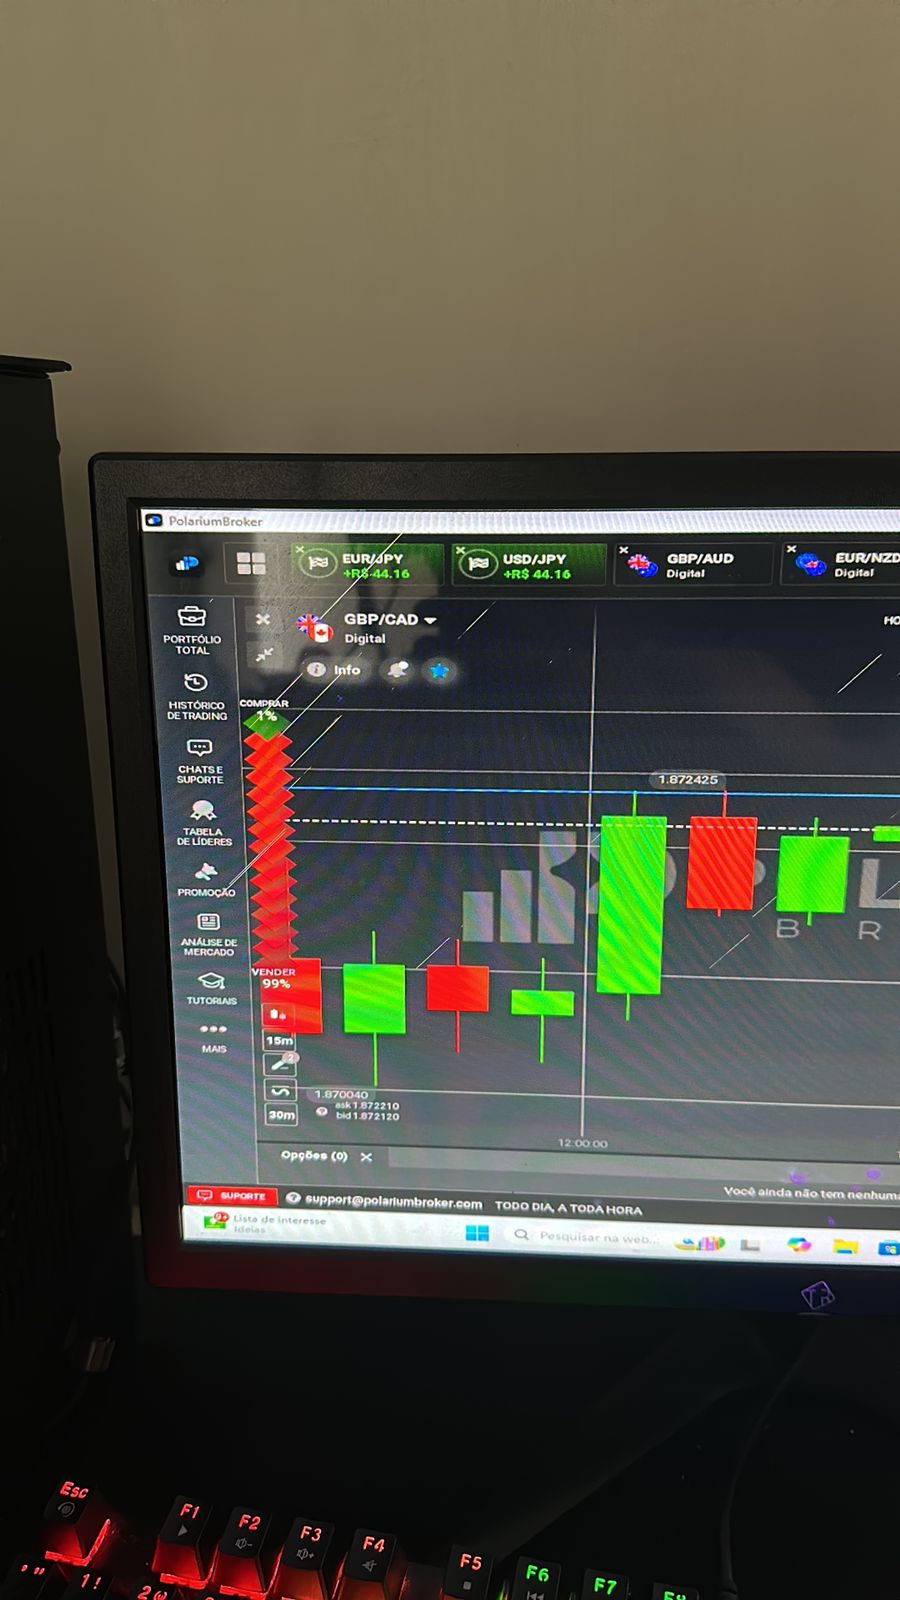 PolariumBroker
EUR/JPY
+R$ 44.16
USD/JPY
+R$ 44.16
GBP/AUD
Digital
EUR/NZD
Digital
PORTFÓLIO
TOTAL
HISTÓRICO
DE TRADING
CHATS E
SUPORTE
TABELA
DE LÍDERES
PROMOÇÃO
ANÁLISE DE
MERCADO
TUTORIAIS
MAIS
GBP/CAD
Digital
Info
HO
COMPRAR
1%
1.872425
B R
VENDER
99%
15m
2
30m
1.870040
ask 1.872210
bid 1.872120
12:00:00
Opções (0)
Você ainda não tem nenhuma
SUPORTE
support@polariumbroker.com
TODO DIA, A TODA HORA
Lista de interesse
Ideias
Pesquisar na web...
Esc
F1
F2
F3
F4
F5
F6
F7
F8
1 !
2 @